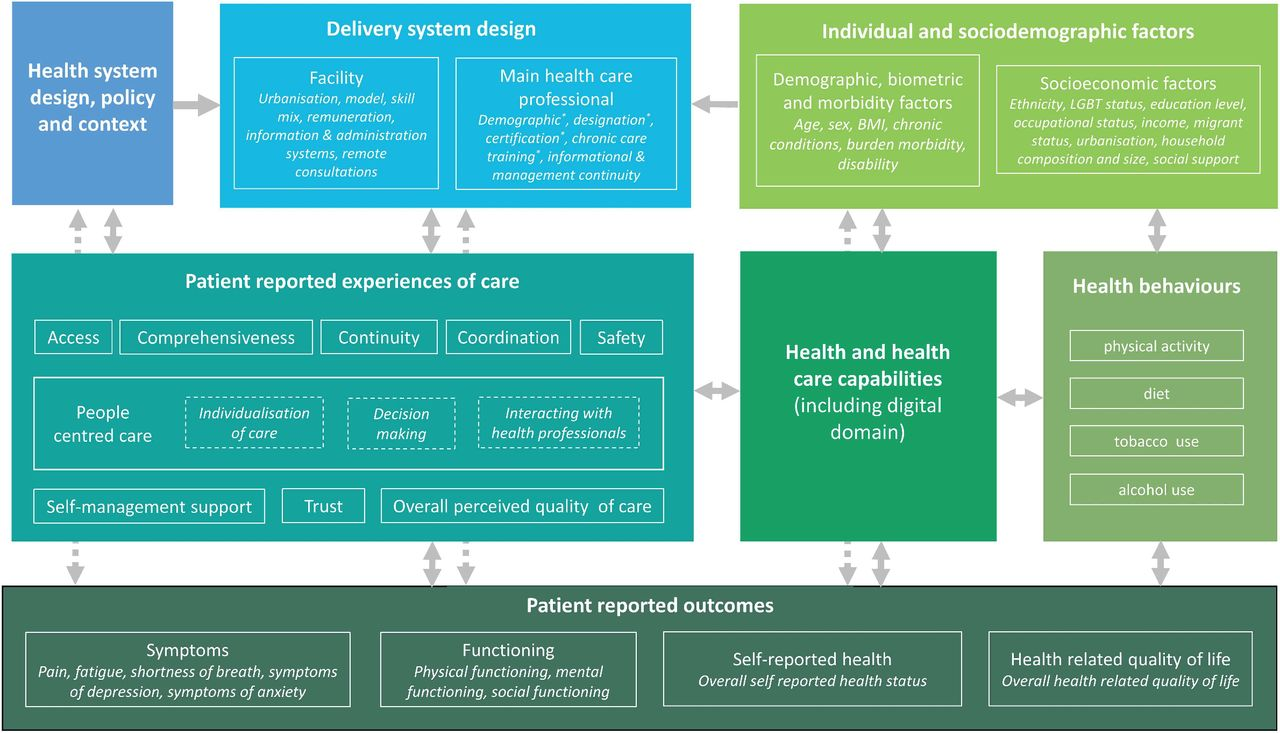 Health system
design, policy
and context
Delivery system design
Facility
Urbanisation, model, skill
mix, remuneration,
information & administration
systems, remote
consultations
Main health care
professional
Demographic*, designation*,
certification*, chronic care
training*, informational &
management continuity
Individual and sociodemographic factors
Demographic, biometric
and morbidity factors
Age, sex, BMI, chronic
conditions, burden morbidity,
disability
Socioeconomic factors
Ethnicity, LGBT status, education level,
occupational status, income, migrant
status, urbanisation, household
composition and size, social support
Patient reported experiences of care
Access
Comprehensiveness
Continuity
Coordination
Safety
People
centred care
Individualisation
of care
Decision
making
Interacting with
health professionals
Self-management support
Trust
Overall perceived quality of care
Health and health
care capabilities
(including digital
domain)
Health behaviours
physical activity
diet
tobacco use
alcohol use
Patient reported outcomes
Symptoms
Pain, fatigue, shortness of breath, symptoms
of depression, symptoms of anxiety
Functioning
Physical functioning, mental
functioning, social functioning
Self-reported health
Overall self reported health status
Health related quality of life
Overall health related quality of life